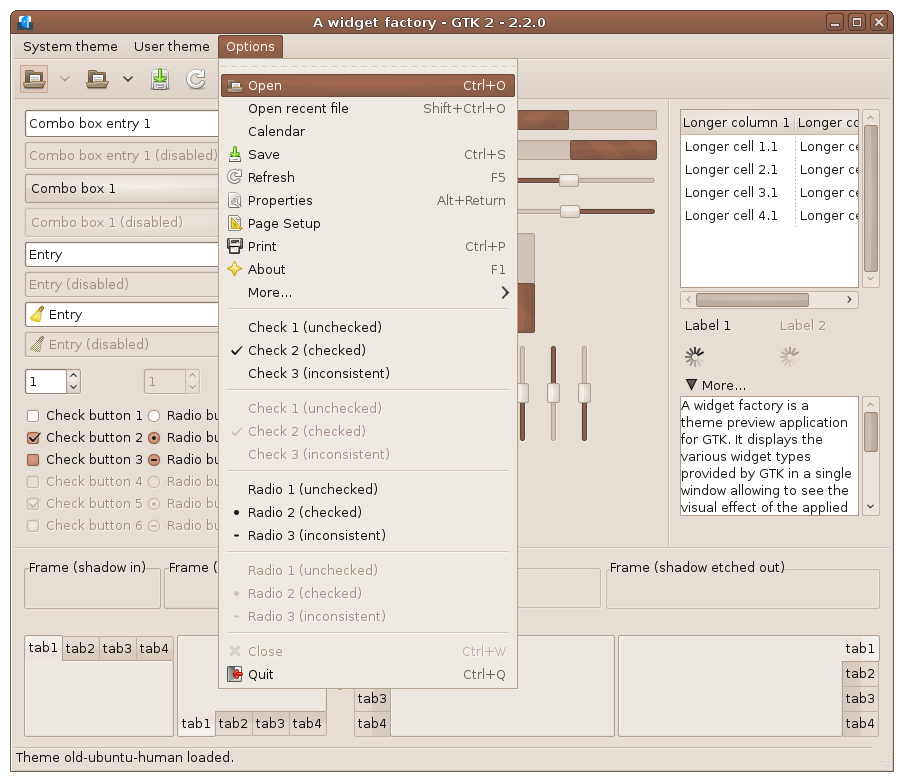 A widget factory - GTK 2 - 2.2.0
System theme User theme Options
Open Ctrl+O
Open recent file Shift+Ctrl+O
Calendar
Save Ctrl+S
Refresh F5
Properties Alt+Return
Page Setup
Print Ctrl+P
About F1
More...
Check 1 (unchecked)
Check 2 (checked)
Check 3 (inconsistent)
Check 1 (unchecked)
Check 2 (checked)
Check 3 (inconsistent)
Radio 1 (unchecked)
Radio 2 (checked)
Radio 3 (inconsistent)
Radio 1 (unchecked)
Radio 2 (checked)
Radio 3 (inconsistent)
Close Ctrl+W
Quit Ctrl+Q
Combo box entry 1
Combo box entry 1 (disabled)
Combo box 1
Combo box 1 (disabled)
Entry
Entry (disabled)
Entry
Entry (disabled)
1 1
Check button 1 Radio bu
Check button 2 Radio bu
Check button 3 Radio bu
Check button 4 Radio bu
Check button 5 Radio bu
Check button 6 Radio bu
Longer column 1 Longer co
Longer cell 1.1 Longer ce
Longer cell 2.1 Longer ce
Longer cell 3.1 Longer ce
Longer cell 4.1 Longer ce
Label 1 Label 2
More...
A widget factory is a
theme preview application
for GTK. It displays the
various widget types
provided by GTK in a single
window allowing to see the
visual effect of the applied
Frame (shadow in) Frame ( Frame (shadow etched out)
tab1 tab2 tab3 tab4
tab1 tab2 tab3 tab4
tab3
tab4
tab1
tab2
tab3
tab4
Theme old-ubuntu-human loaded.